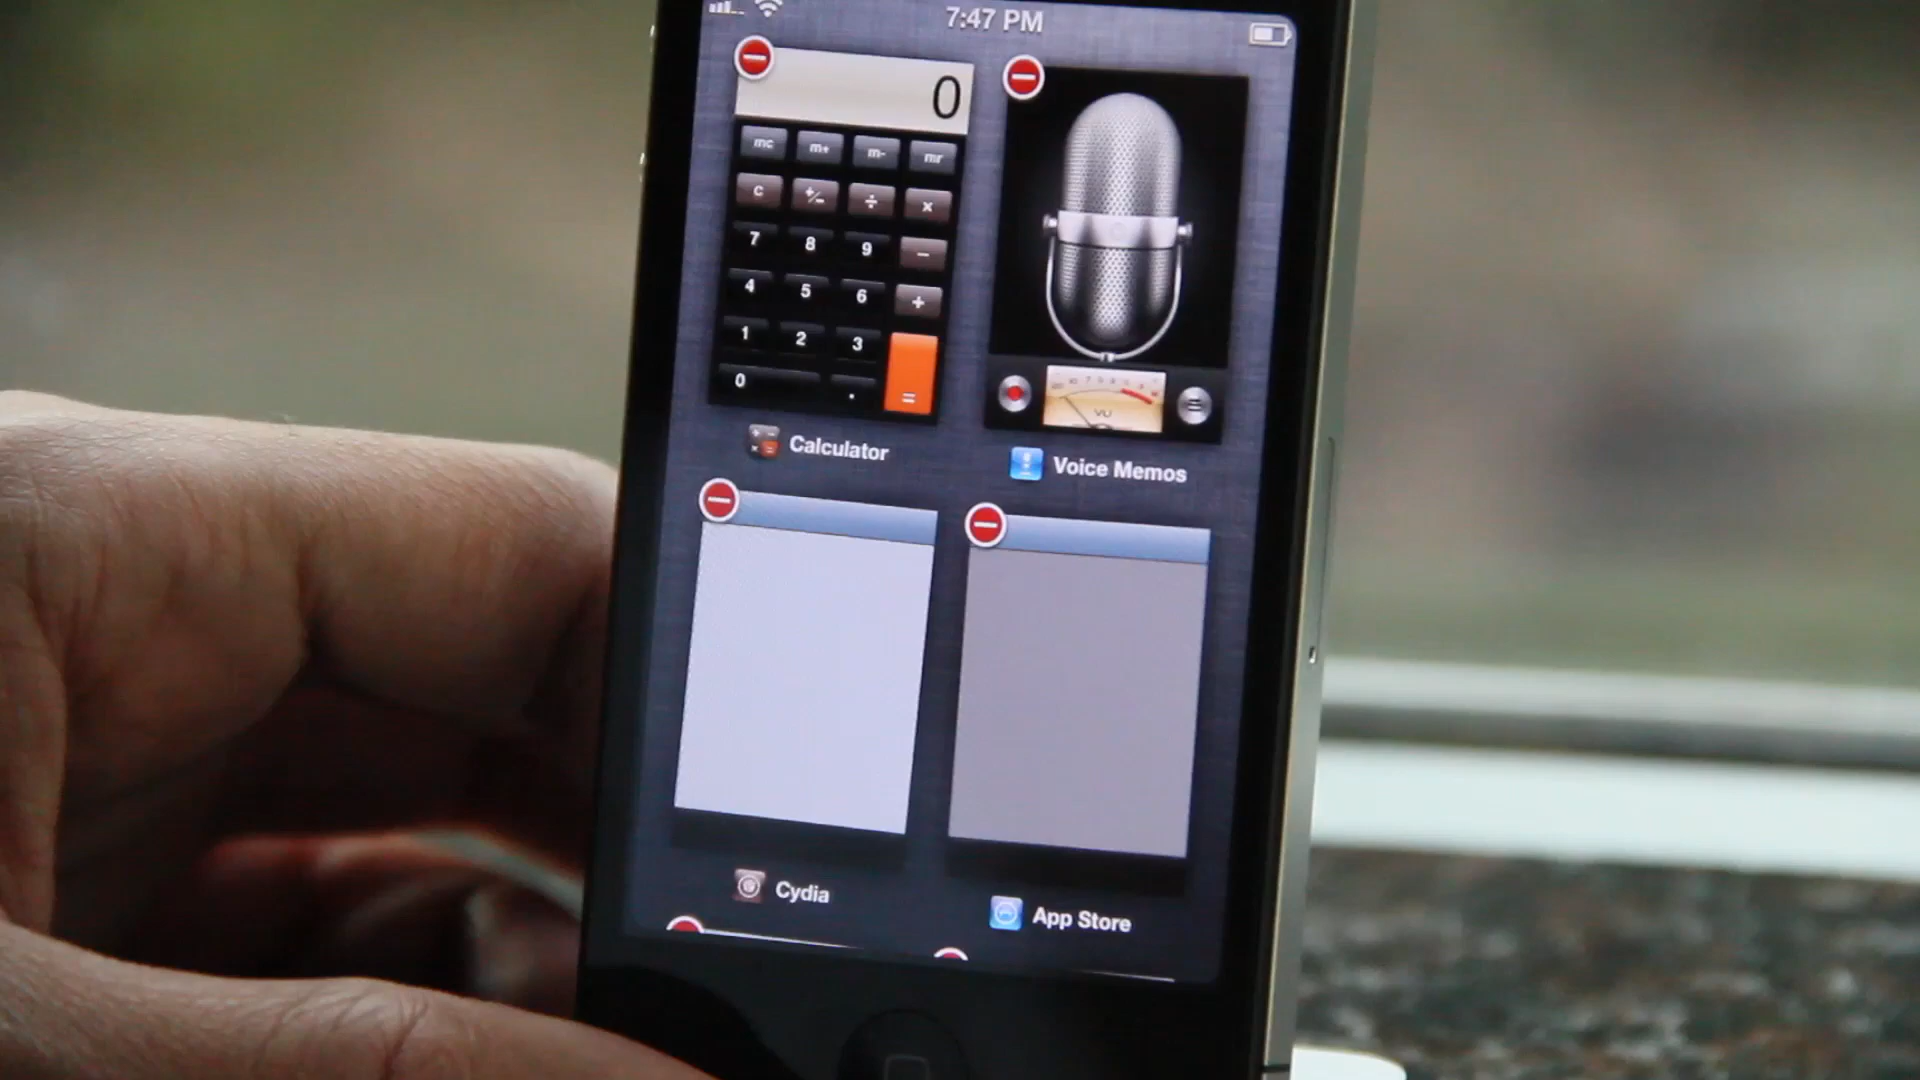 7:47 PM
0
mc m+ m- mr
c +/- ÷ ×
7 8 9 −
4 5 6 +
1 2 3
0 . =
VU
Calculator
Voice Memos
Cydia
App Store